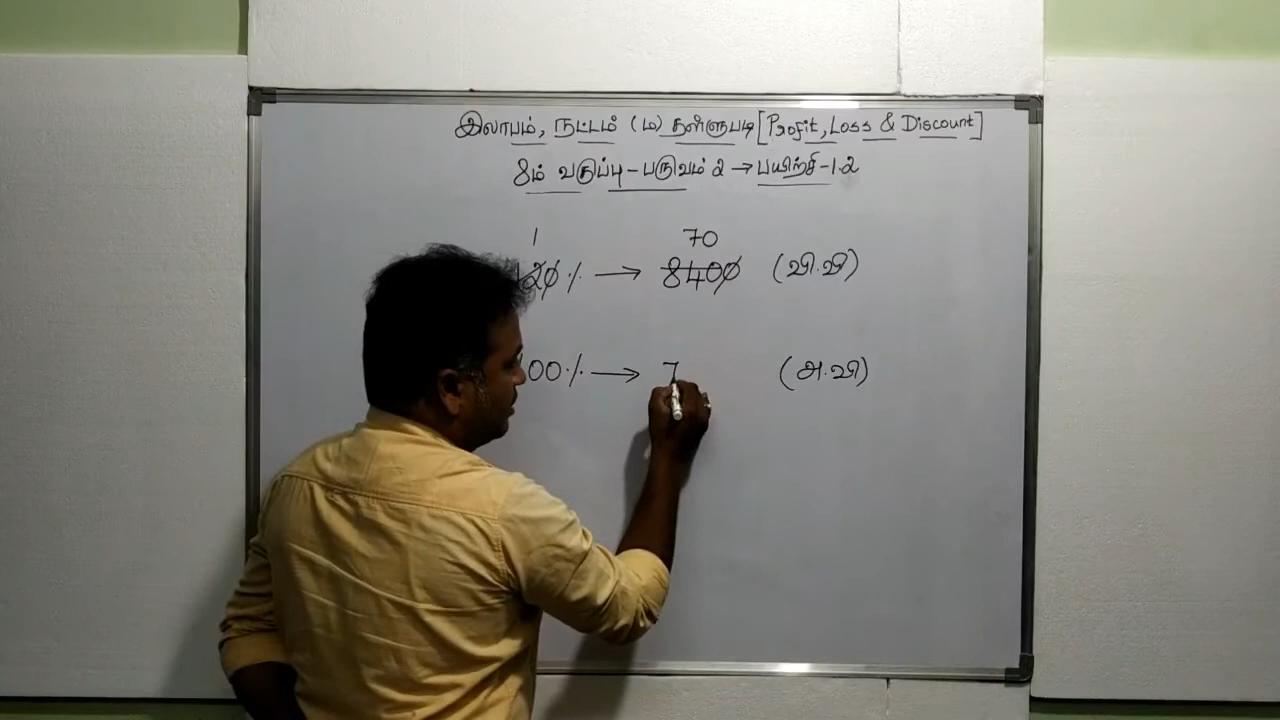 இலாபம், நட்டம் (ம) தள்ளுபடி [Profit, Loss & Discount]
8ம் வகுப்பு - பருவம் 2 → பயிற்சி - 1.2
1 70
120% → 8400 (வி.வி)
00% → 7 (அ.வி)